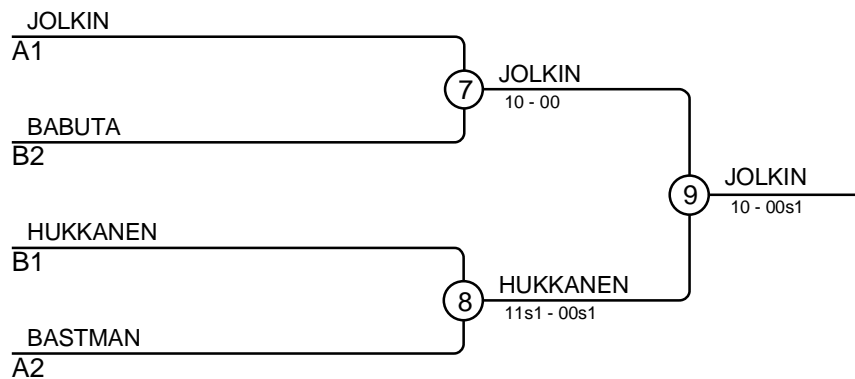 JOLKIN
A1
7
JOLKIN
10 - 00
BABUTA
B2
9
JOLKIN
10 - 00s1
HUKKANEN
B1
8
HUKKANEN
11s1 - 00s1
BASTMAN
A2